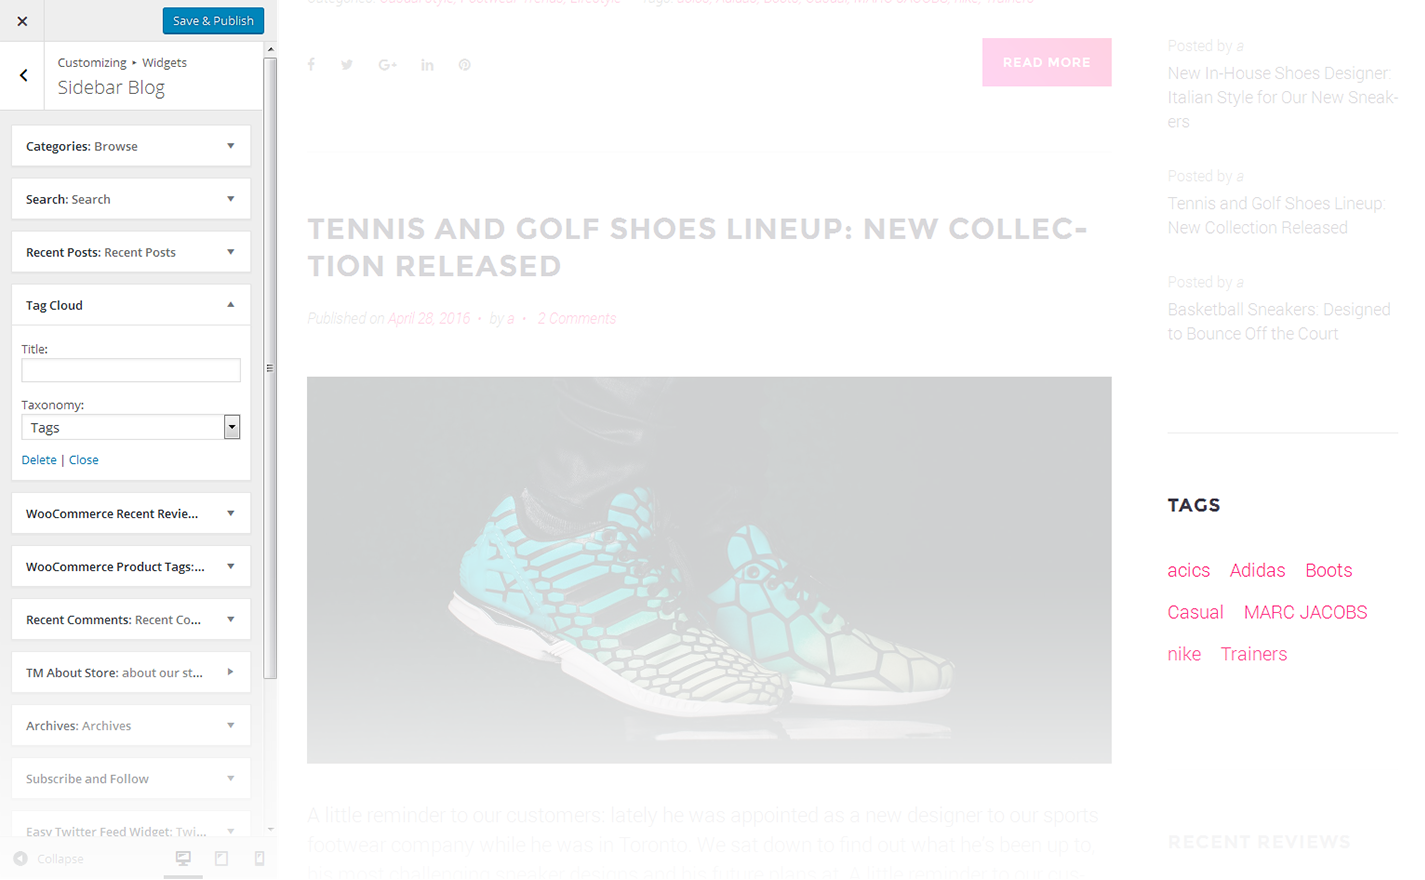 Save & Publish
Customizing ▸ Widgets
Sidebar Blog
Categories: Browse
Search: Search
Recent Posts: Recent Posts
Tag Cloud
Title:
Taxonomy:
Tags
Delete | Close
WooCommerce Recent Revie...
WooCommerce Product Tags:...
Recent Comments: Recent Co...
TM About Store: about our st...
Archives: Archives
Subscribe and Follow
Easy Twitter Feed Widget: Twi...
Collapse
READ MORE
TENNIS AND GOLF SHOES LINEUP: NEW COLLEC-
TION RELEASED
Published on April 28, 2016 • by a • 2 Comments
A little reminder to our customers: lately he was appointed as a new designer to our sports
footwear company while he was in Toronto. We sat down to find out what he's been up to,
his most challenging sneaker designs and his future plans at. A little reminder to our cus-
Posted by a
New In-House Shoes Designer:
Italian Style for Our New Sneak-
ers
Posted by a
Tennis and Golf Shoes Lineup:
New Collection Released
Posted by a
Basketball Sneakers: Designed
to Bounce Off the Court
TAGS
acics Adidas Boots
Casual MARC JACOBS
nike Trainers
RECENT REVIEWS